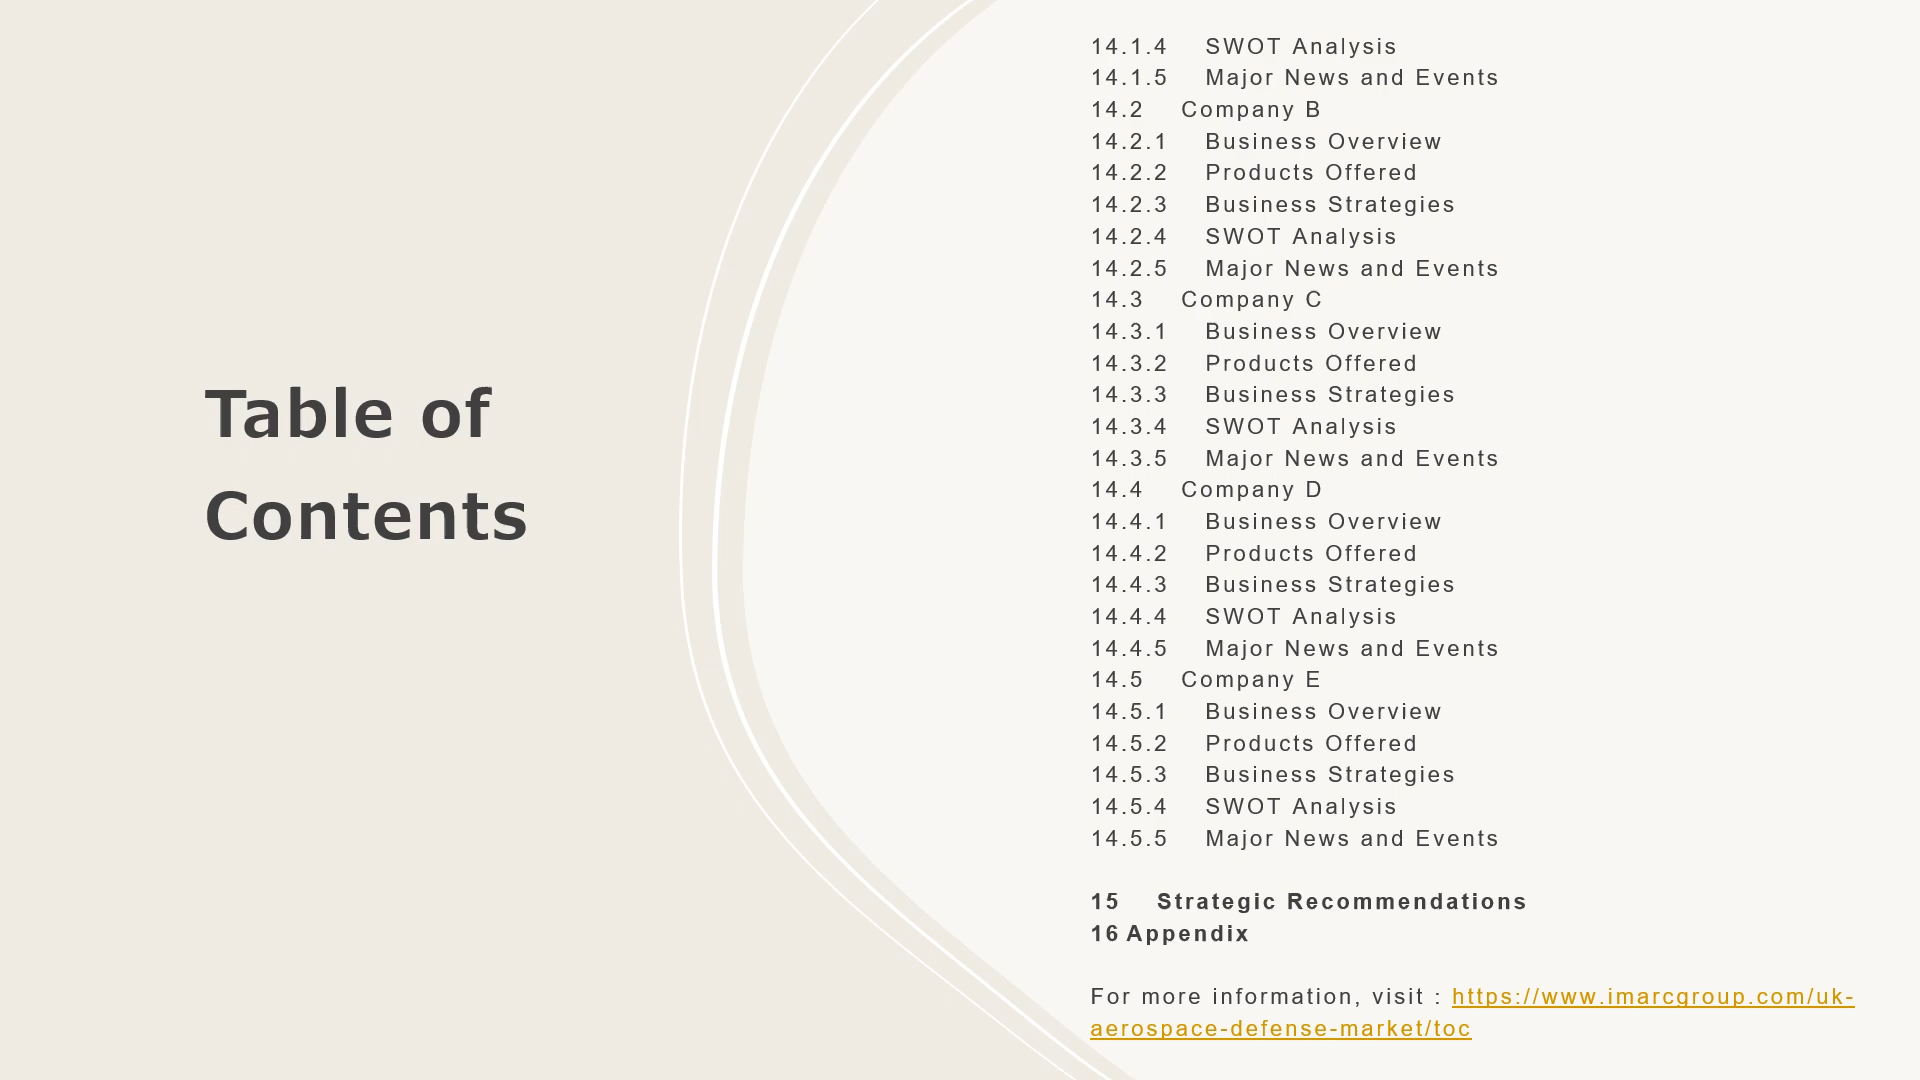 Table of
Contents
14.1.4 SWOT Analysis
14.1.5 Major News and Events
14.2 Company B
14.2.1 Business Overview
14.2.2 Products Offered
14.2.3 Business Strategies
14.2.4 SWOT Analysis
14.2.5 Major News and Events
14.3 Company C
14.3.1 Business Overview
14.3.2 Products Offered
14.3.3 Business Strategies
14.3.4 SWOT Analysis
14.3.5 Major News and Events
14.4 Company D
14.4.1 Business Overview
14.4.2 Products Offered
14.4.3 Business Strategies
14.4.4 SWOT Analysis
14.4.5 Major News and Events
14.5 Company E
14.5.1 Business Overview
14.5.2 Products Offered
14.5.3 Business Strategies
14.5.4 SWOT Analysis
14.5.5 Major News and Events
15 Strategic Recommendations
16 Appendix
For more information, visit : https://www.imarcgroup.com/uk-
aerospace-defense-market/toc